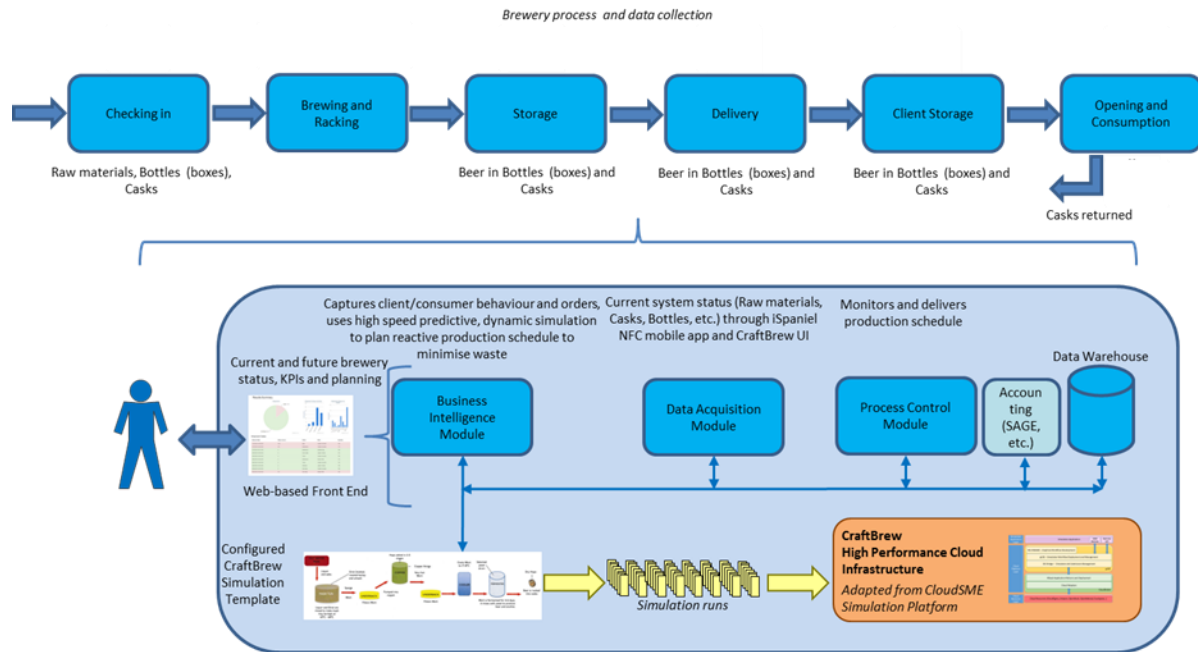 Brewery process and data collection
Checking in
Brewing and
Racking
Storage
Delivery
Client Storage
Opening and
Consumption
Raw materials, Bottles (boxes),
Casks
Beer in Bottles (boxes) and
Casks
Beer in Bottles (boxes) and
Casks
Beer in Bottles (boxes) and
Casks
Casks returned
Captures client/consumer behaviour and orders,
uses high speed predictive, dynamic simulation
to plan reactive production schedule to
minimise waste
Current system status (Raw materials,
Casks, Bottles, etc.) through iSpaniel
NFC mobile app and CraftBrew UI
Monitors and delivers
production schedule
Current and future brewery
status, KPIs and planning
Data Warehouse
Business
Intelligence
Module
Data Acquisition
Module
Process Control
Module
Accoun
ting
(SAGE,
etc.)
Web-based Front End
Configured
CraftBrew
Simulation
Template
Simulation runs
CraftBrew
High Performance Cloud
Infrastructure
Adapted from CloudSME
Simulation Platform